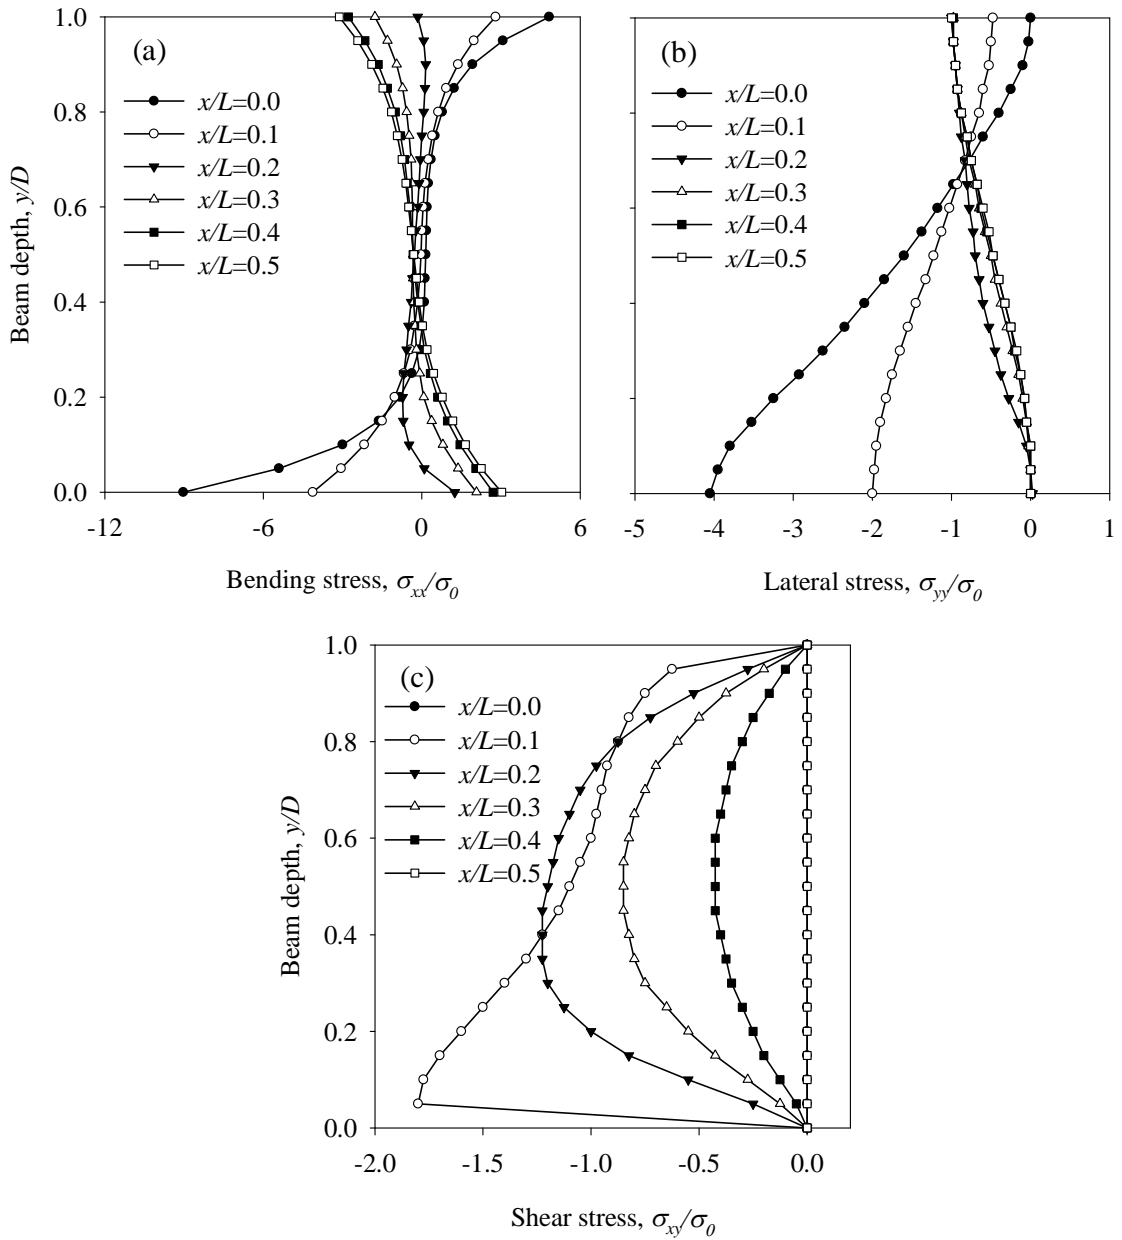 (a)
x/L=0.0
x/L=0.1
x/L=0.2
x/L=0.3
x/L=0.4
x/L=0.5
1.0
0.8
0.6
0.4
0.2
0.0
Beam depth, y/D
-12 -6 0 6
Bending stress, σxx/σ0
(b)
x/L=0.0
x/L=0.1
x/L=0.2
x/L=0.3
x/L=0.4
x/L=0.5
-5 -4 -3 -2 -1 0 1
Lateral stress, σyy/σ0
(c)
x/L=0.0
x/L=0.1
x/L=0.2
x/L=0.3
x/L=0.4
x/L=0.5
1.0
0.8
0.6
0.4
0.2
0.0
Beam depth, y/D
-2.0 -1.5 -1.0 -0.5 0.0
Shear stress, σxy/σ0